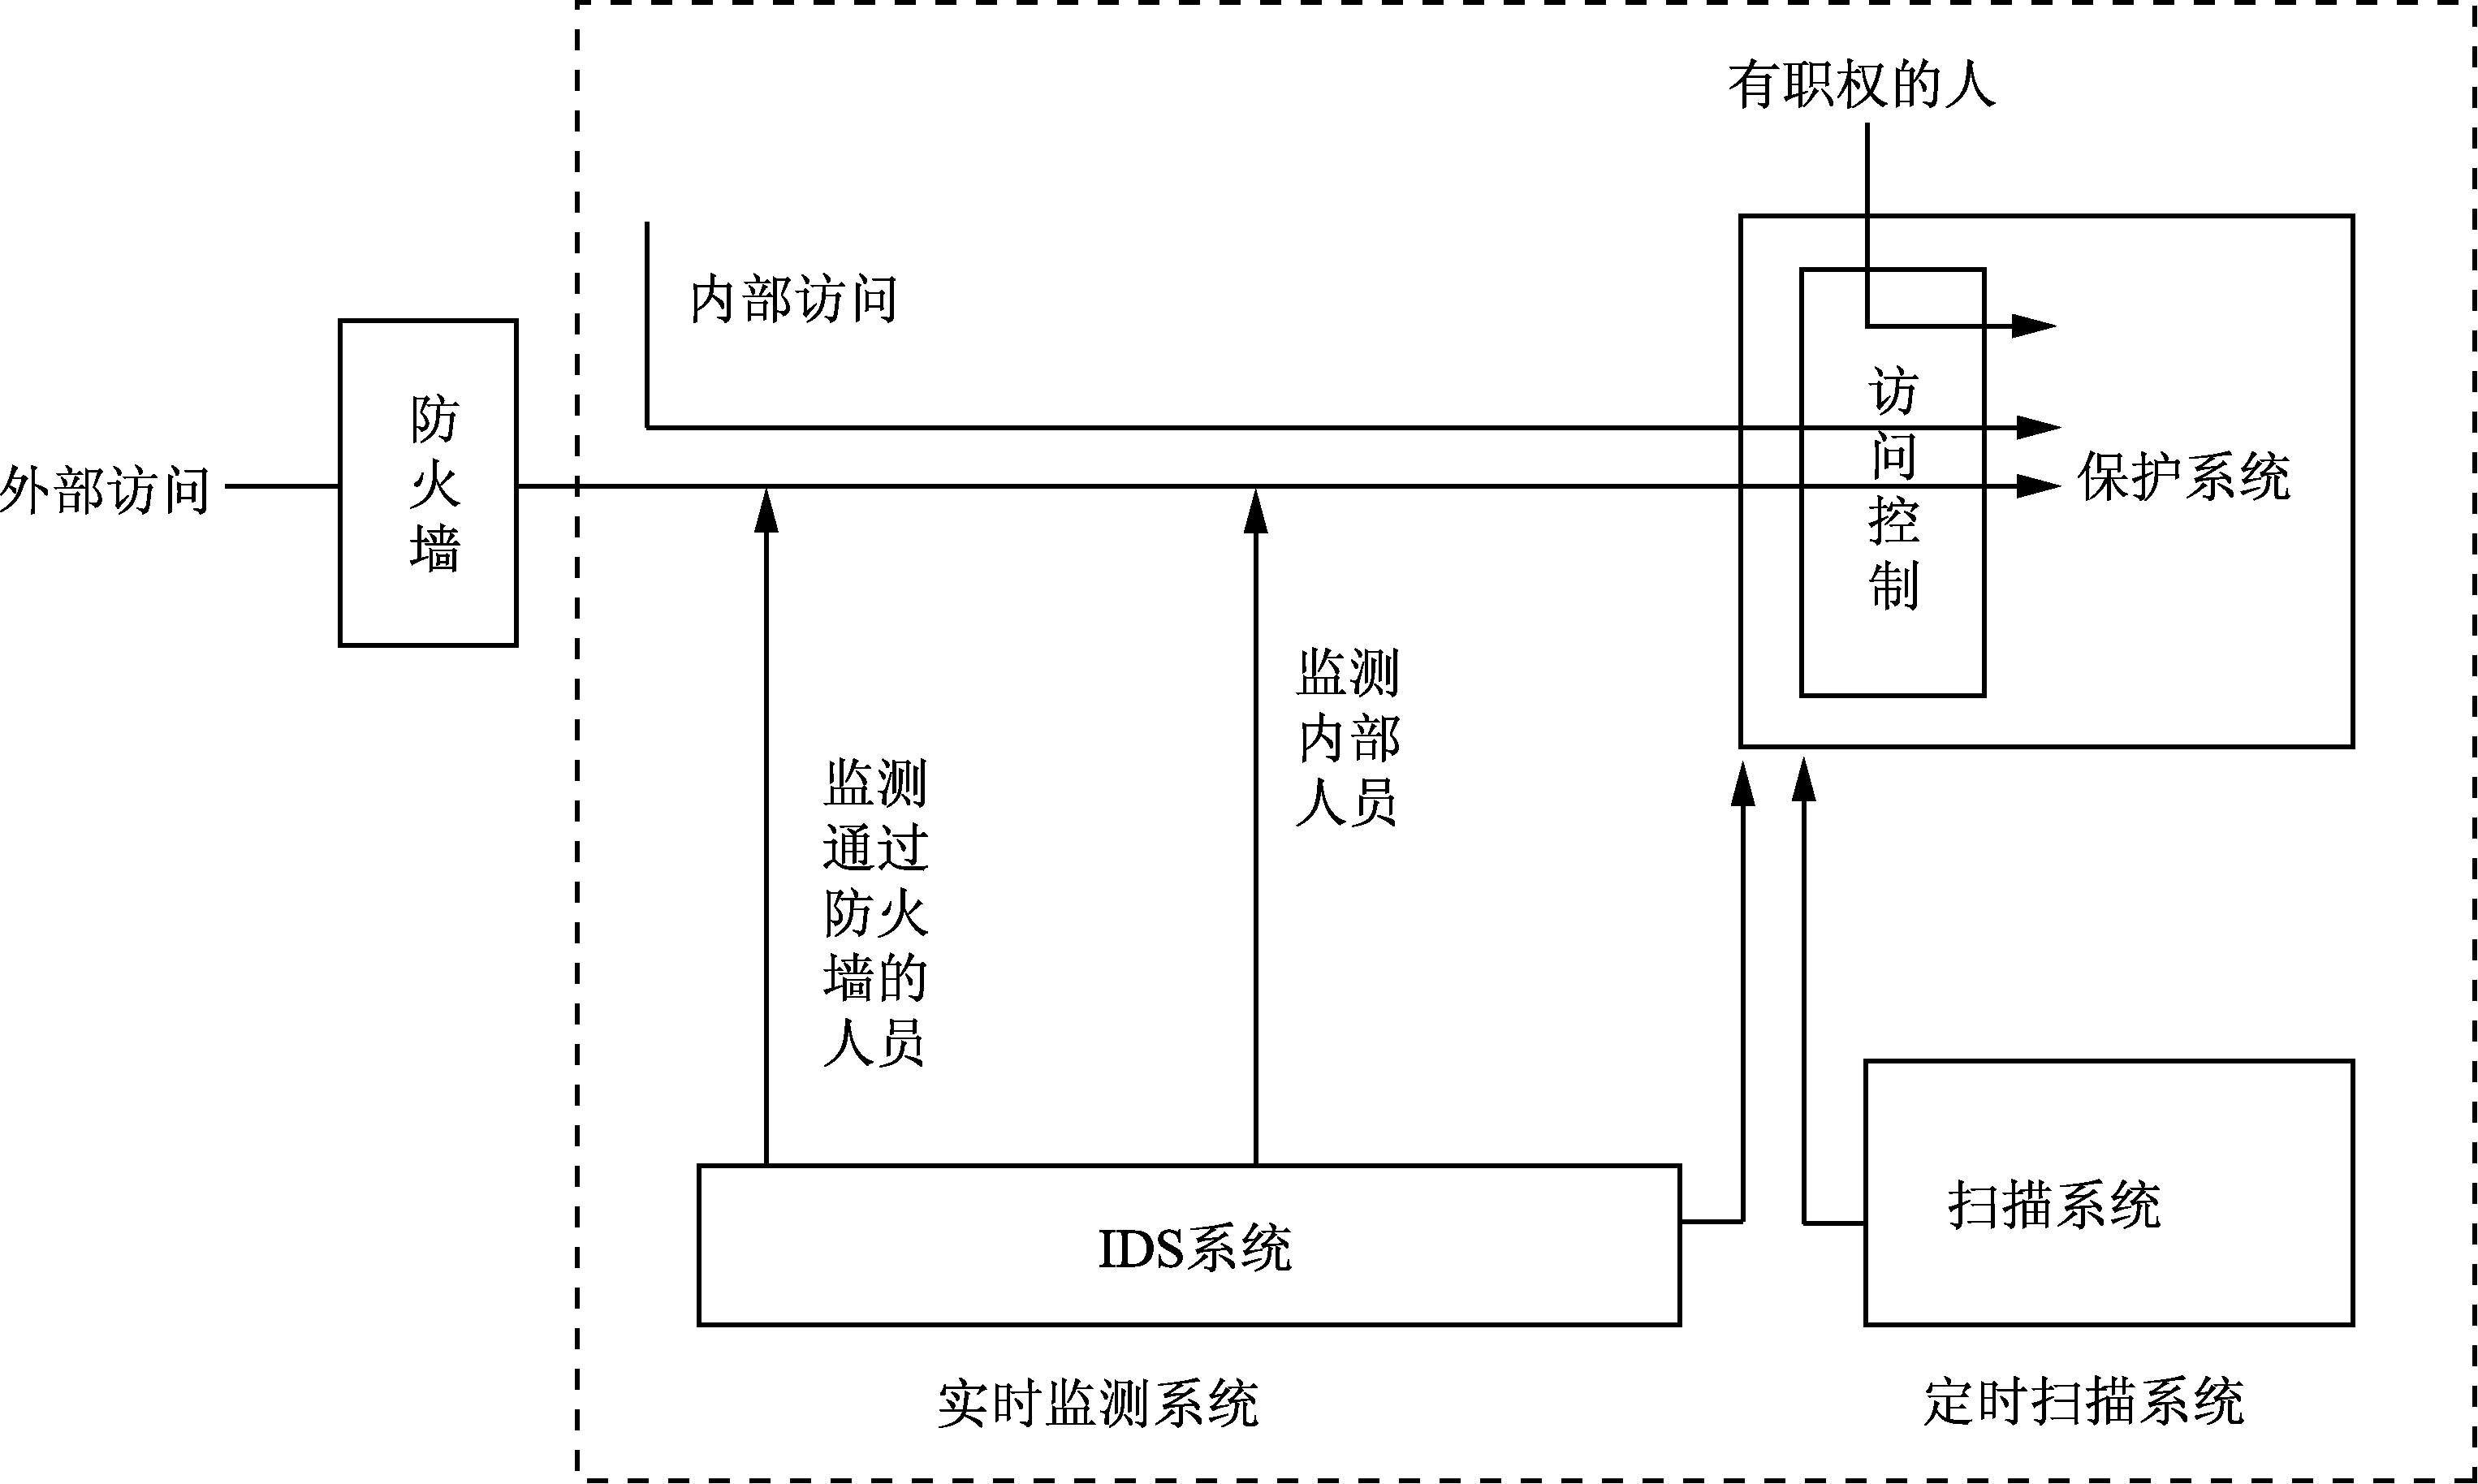 有职权的人
内部访问
防火墙
外部访问
访问控制
保护系统
监测
内部
人员
监测
通过
防火
墙的
人员
扫描系统
IDS系统
实时监测系统
定时扫描系统